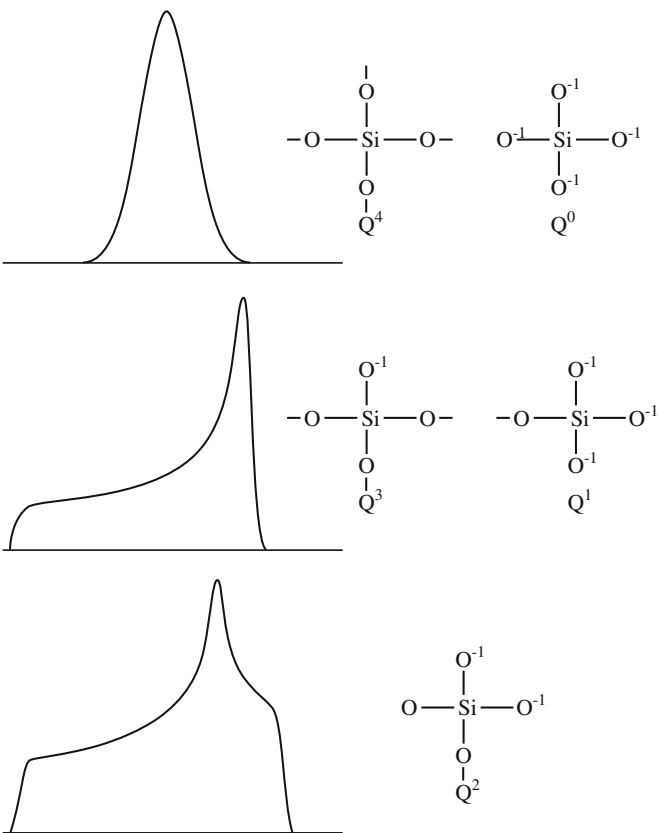 O O⁻¹
O Si O O⁻¹ Si O⁻¹
O O⁻¹
Q⁴ Q⁰
O⁻¹ O⁻¹
O Si O O Si O⁻¹
O O⁻¹
Q³ Q¹
O⁻¹
O Si O⁻¹
O
Q²